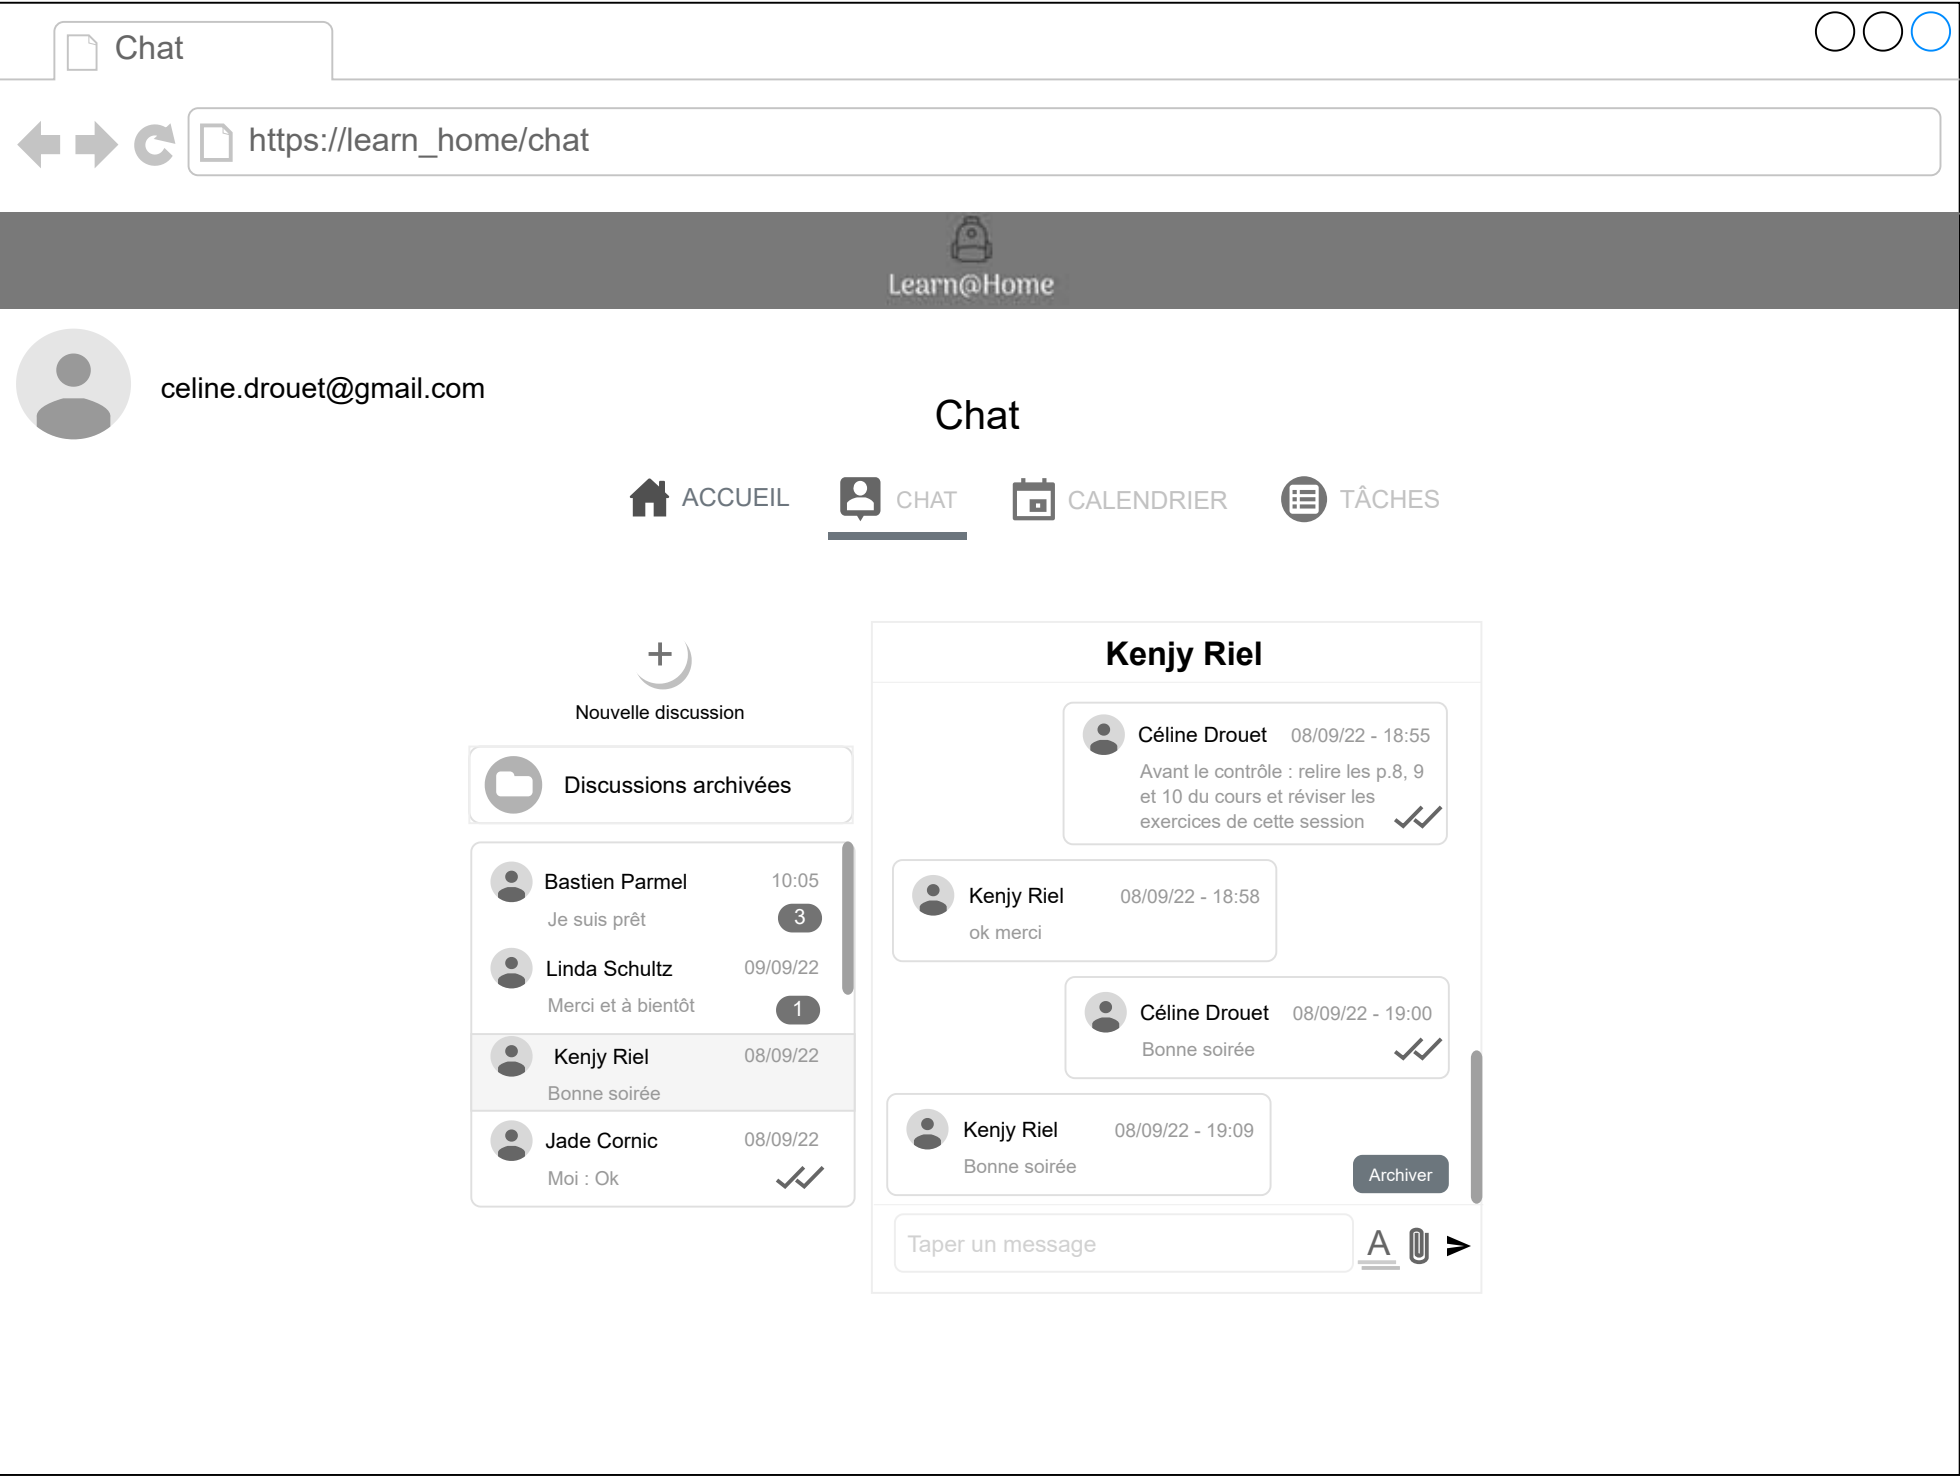 Chat
https://learn_home/chat
Learn@Home
celine.drouet@gmail.com
Chat
ACCUEIL
CHAT
CALENDRIER
TÂCHES
+
Nouvelle discussion
Discussions archivées
Bastien Parmel 10:05
Je suis prêt 3
Linda Schultz 09/09/22
Merci et à bientôt 1
Kenjy Riel 08/09/22
Bonne soirée
Jade Cornic 08/09/22
Moi : Ok
Kenjy Riel
Céline Drouet 08/09/22 - 18:55
Avant le contrôle : relire les p.8, 9
et 10 du cours et réviser les
exercices de cette session
Kenjy Riel 08/09/22 - 18:58
ok merci
Céline Drouet 08/09/22 - 19:00
Bonne soirée
Kenjy Riel 08/09/22 - 19:09
Bonne soirée
Archiver
Taper un message
A